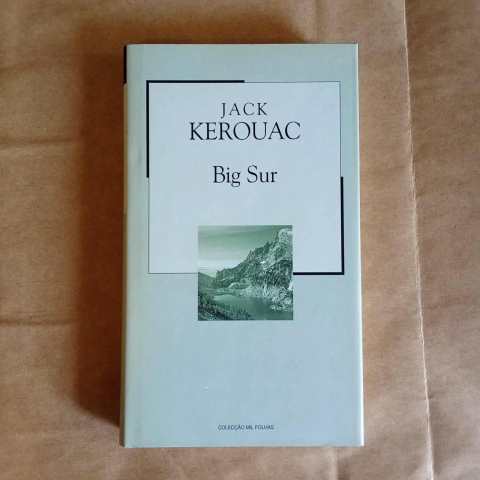 JACK
KEROUAC
Big Sur
COLECÇÃO MIL FOLHAS